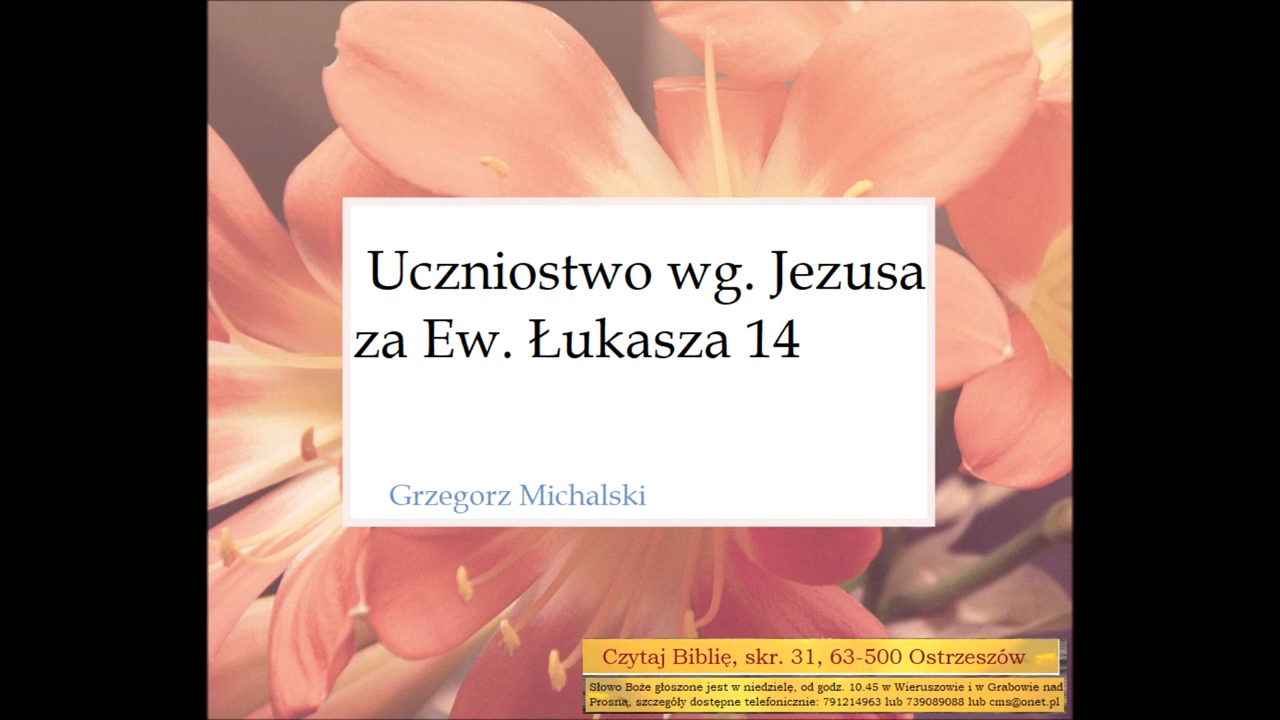 Uczniostwo wg. Jezusa
za Ew. Łukasza 14
Grzegorz Michalski
Czytaj Biblię, skr. 31, 63-500 Ostrzeszów
Słowo Boże głoszone jest w niedzielę, od godz. 10.45 w Wieruszowie i w Grabowie nad
Prosną, szczegóły dostępne telefonicznie: 791214963 lub 739089088 lub cms@onet.pl